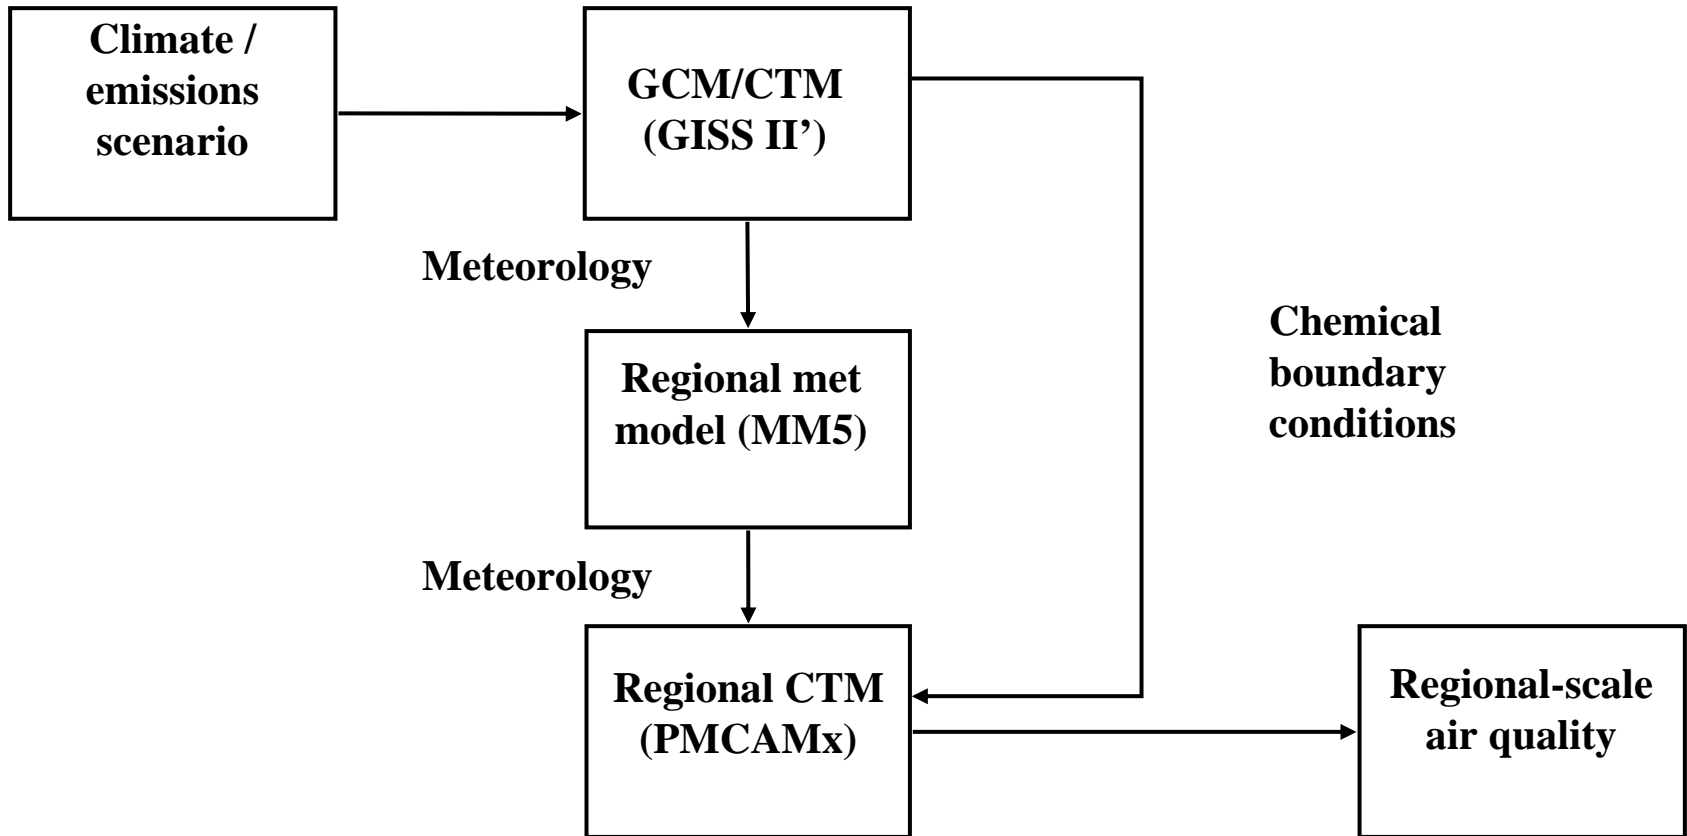 Climate /
emissions
scenario
GCM/CTM
(GISS II’)
Meteorology
Chemical
boundary
conditions
Regional met
model (MM5)
Meteorology
Regional CTM
(PMCAMx)
Regional-scale
air quality